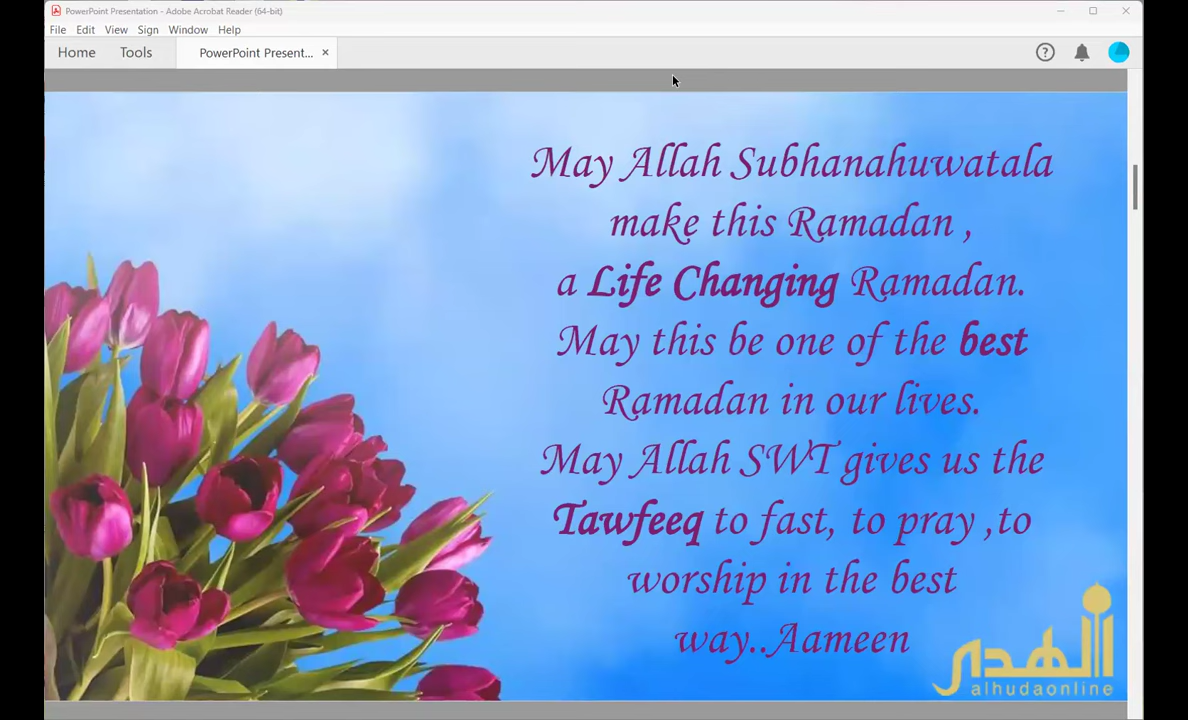 PowerPoint Presentation - Adobe Acrobat Reader (64-bit)
File Edit View Sign Window Help
Home Tools PowerPoint Present... ×
May Allah Subhanahuwatala
make this Ramadan ,
a Life Changing Ramadan.
May this be one of the best
Ramadan in our lives.
May Allah SWT gives us the
Tawfeeq to fast, to pray ,to
worship in the best
way..Aameen
الهدى
alhudaonline